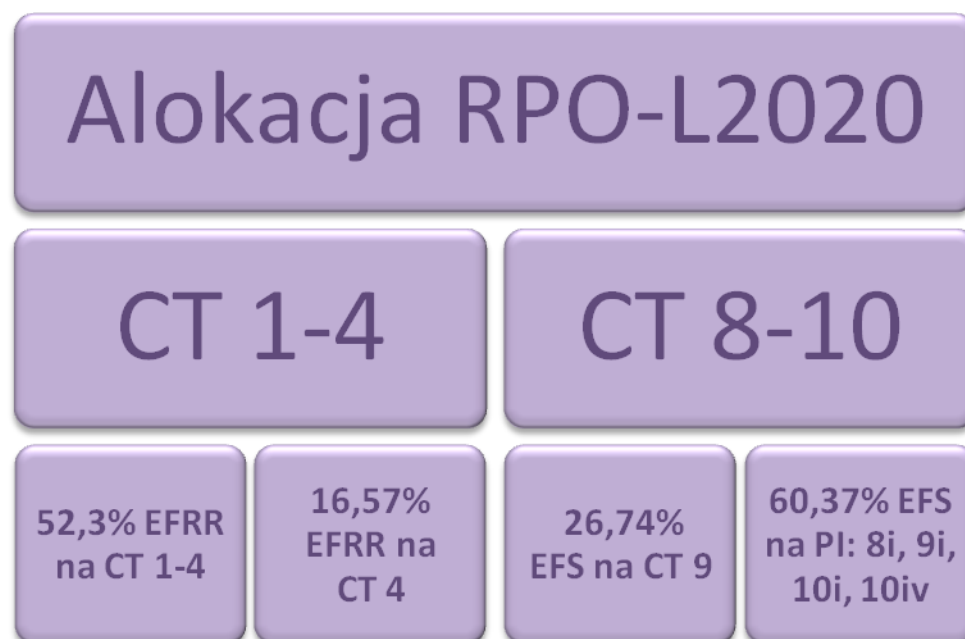 Alokacja RPO-L2020
CT 1-4
CT 8-10
52,3% EFRR
na CT 1-4
16,57%
EFRR na
CT 4
26,74%
EFS na CT 9
60,37% EFS
na PI: 8i, 9i,
10i, 10iv